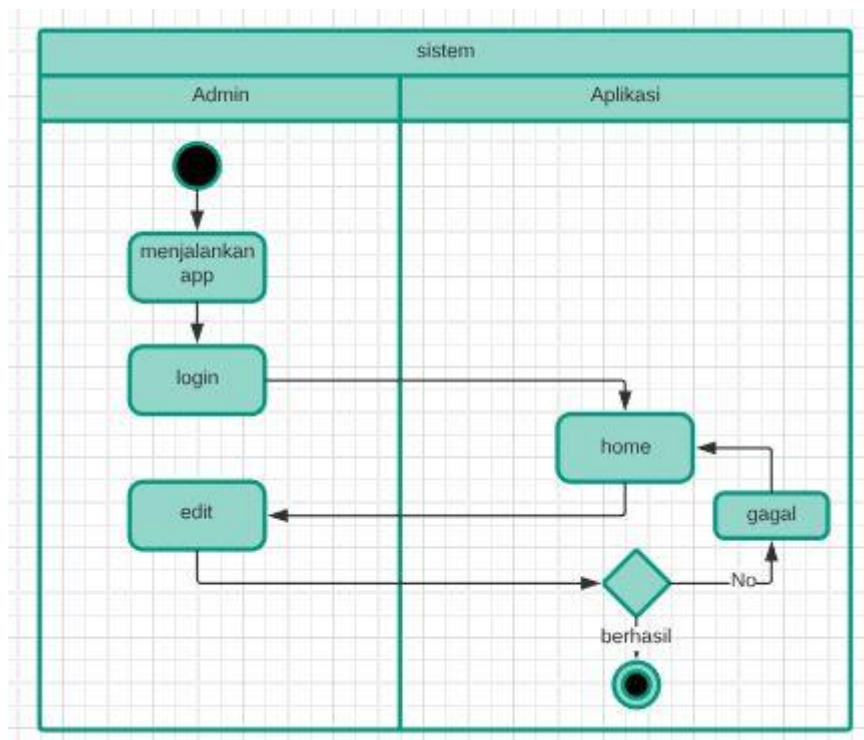 sistem
Admin
Aplikasi
menjalankan
app
login
home
edit
gagal
No
berhasil